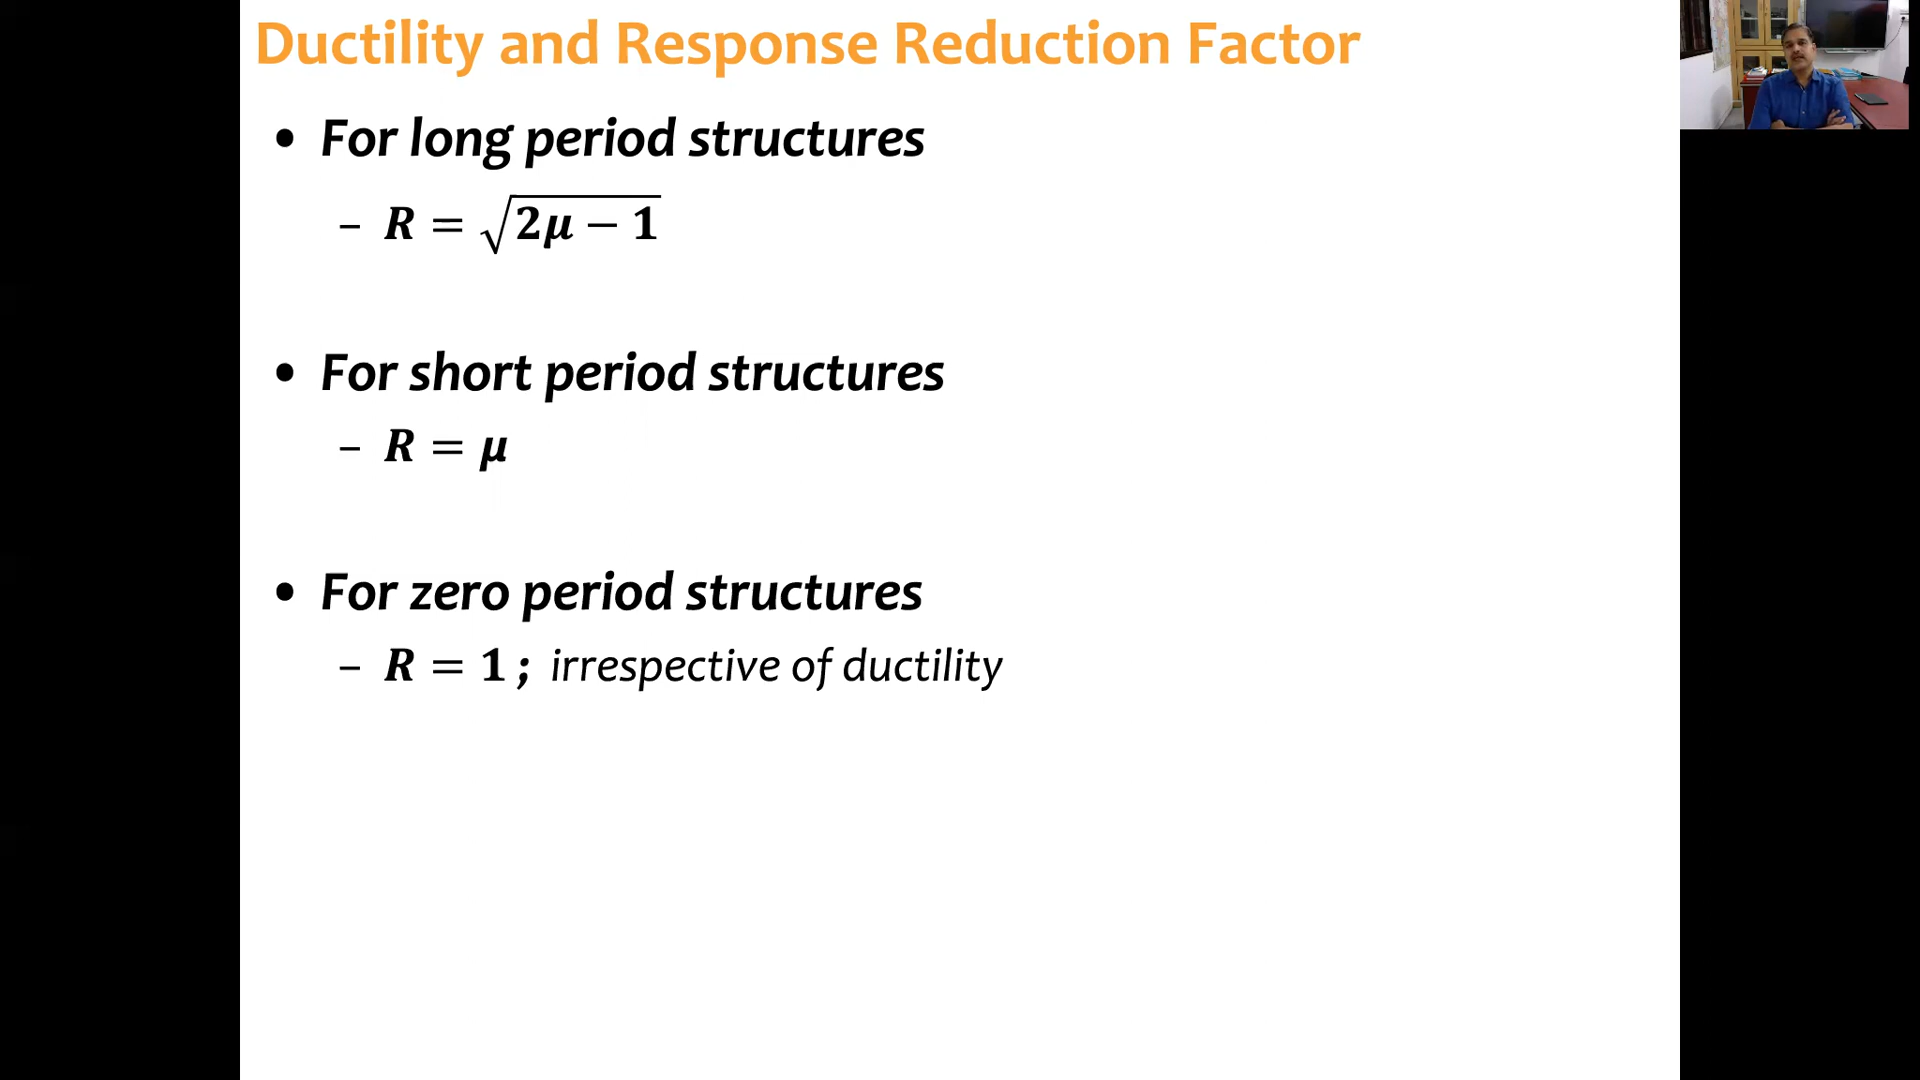 Ductility and Response Reduction Factor
• For long period structures
– R = √(2μ − 1)
• For short period structures
– R = μ
• For zero period structures
– R = 1 ; irrespective of ductility